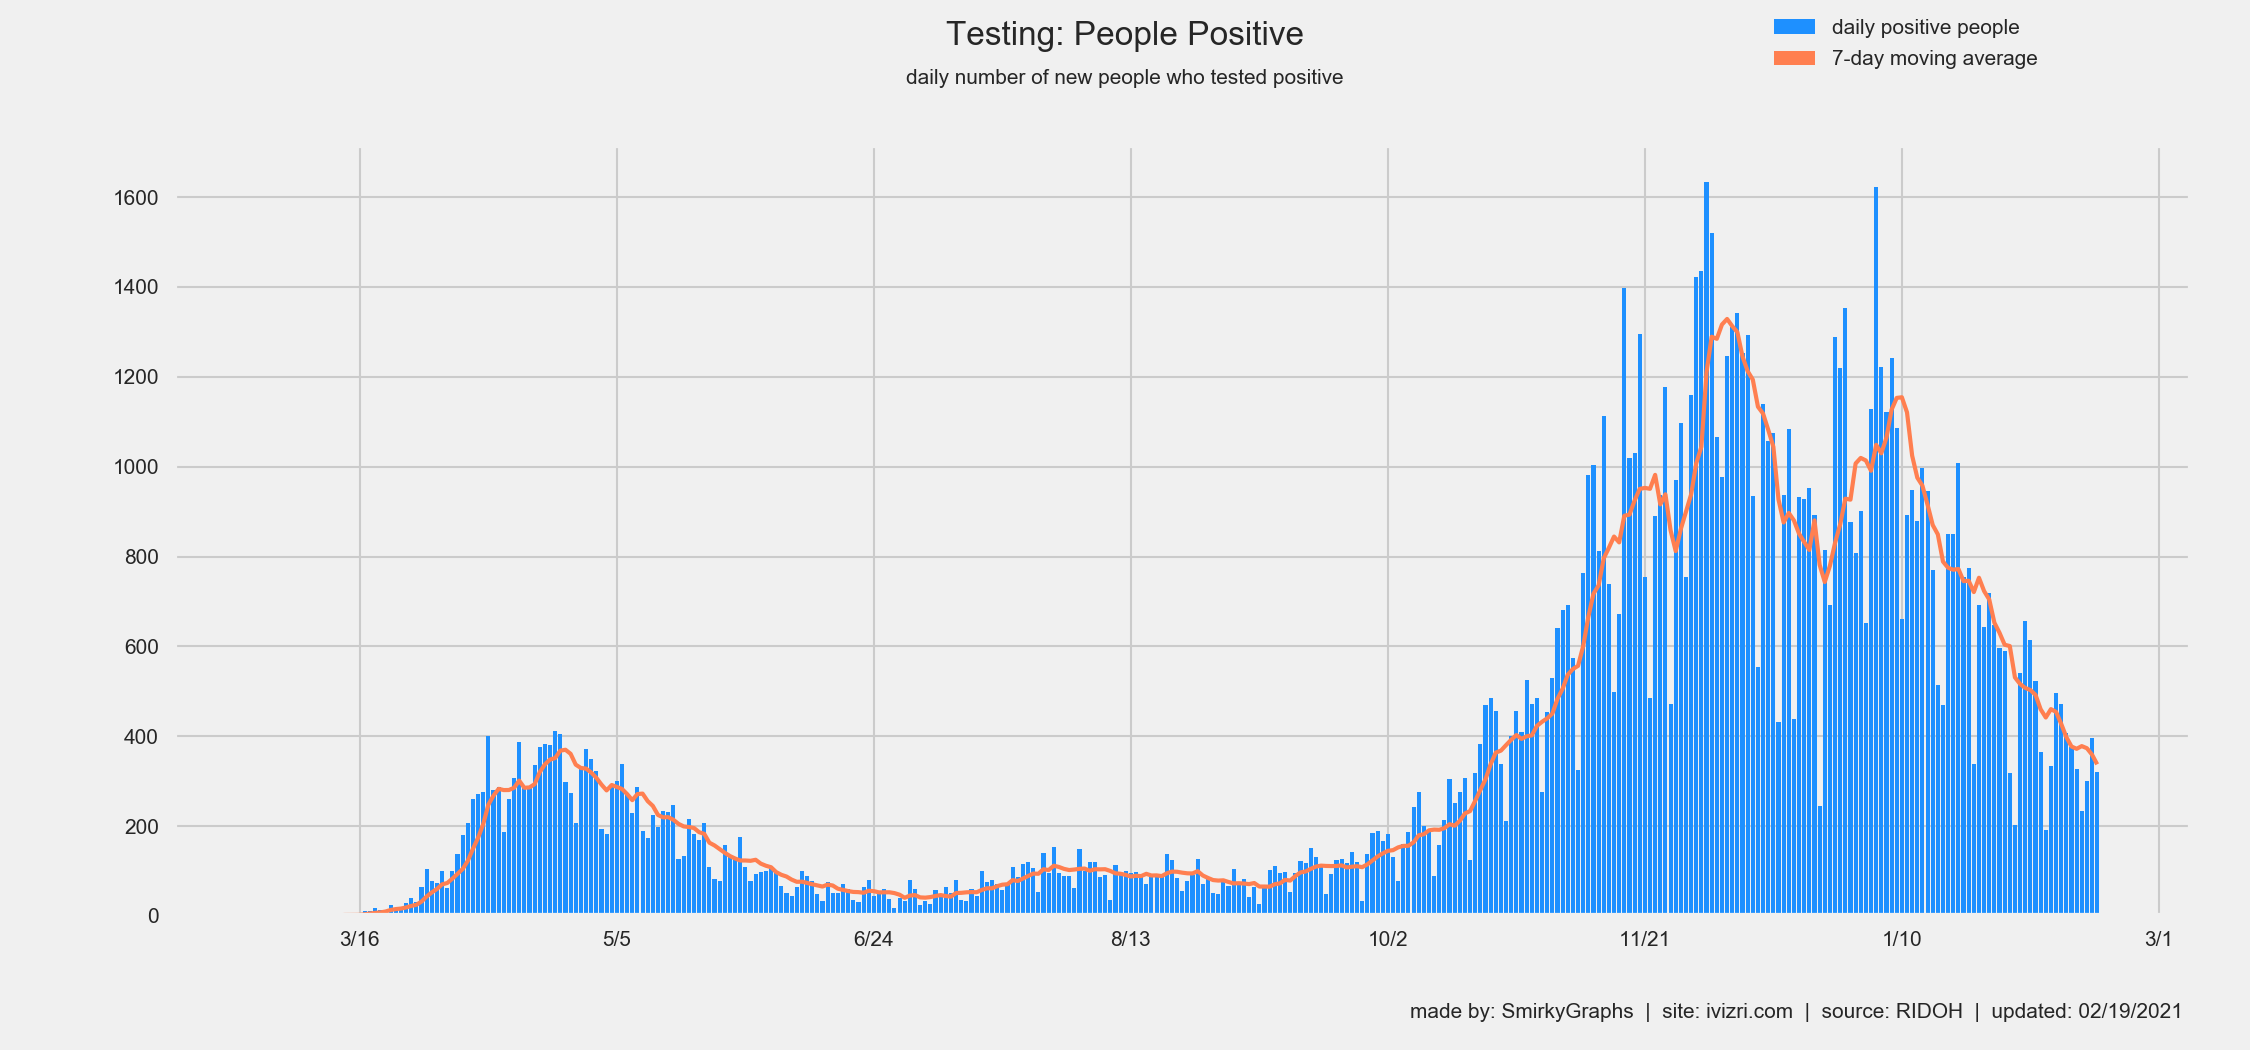 Testing: People Positive
daily number of new people who tested positive
daily positive people
7-day moving average
1600
1400
1200
1000
800
600
400
200
0
3/16 5/5 6/24 8/13 10/2 11/21 1/10 3/1
made by: SmirkyGraphs | site: ivizri.com | source: RIDOH | updated: 02/19/2021